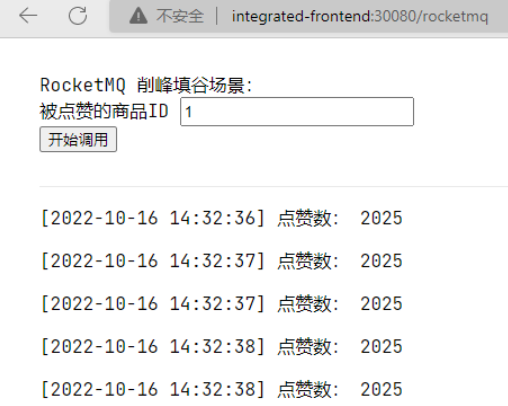 不安全 | integrated-frontend:30080/rocketmq
RocketMQ 削峰填谷场景:
被点赞的商品ID 1
开始调用
[2022-10-16 14:32:36] 点赞数: 2025
[2022-10-16 14:32:37] 点赞数: 2025
[2022-10-16 14:32:37] 点赞数: 2025
[2022-10-16 14:32:38] 点赞数: 2025
[2022-10-16 14:32:38] 点赞数: 2025